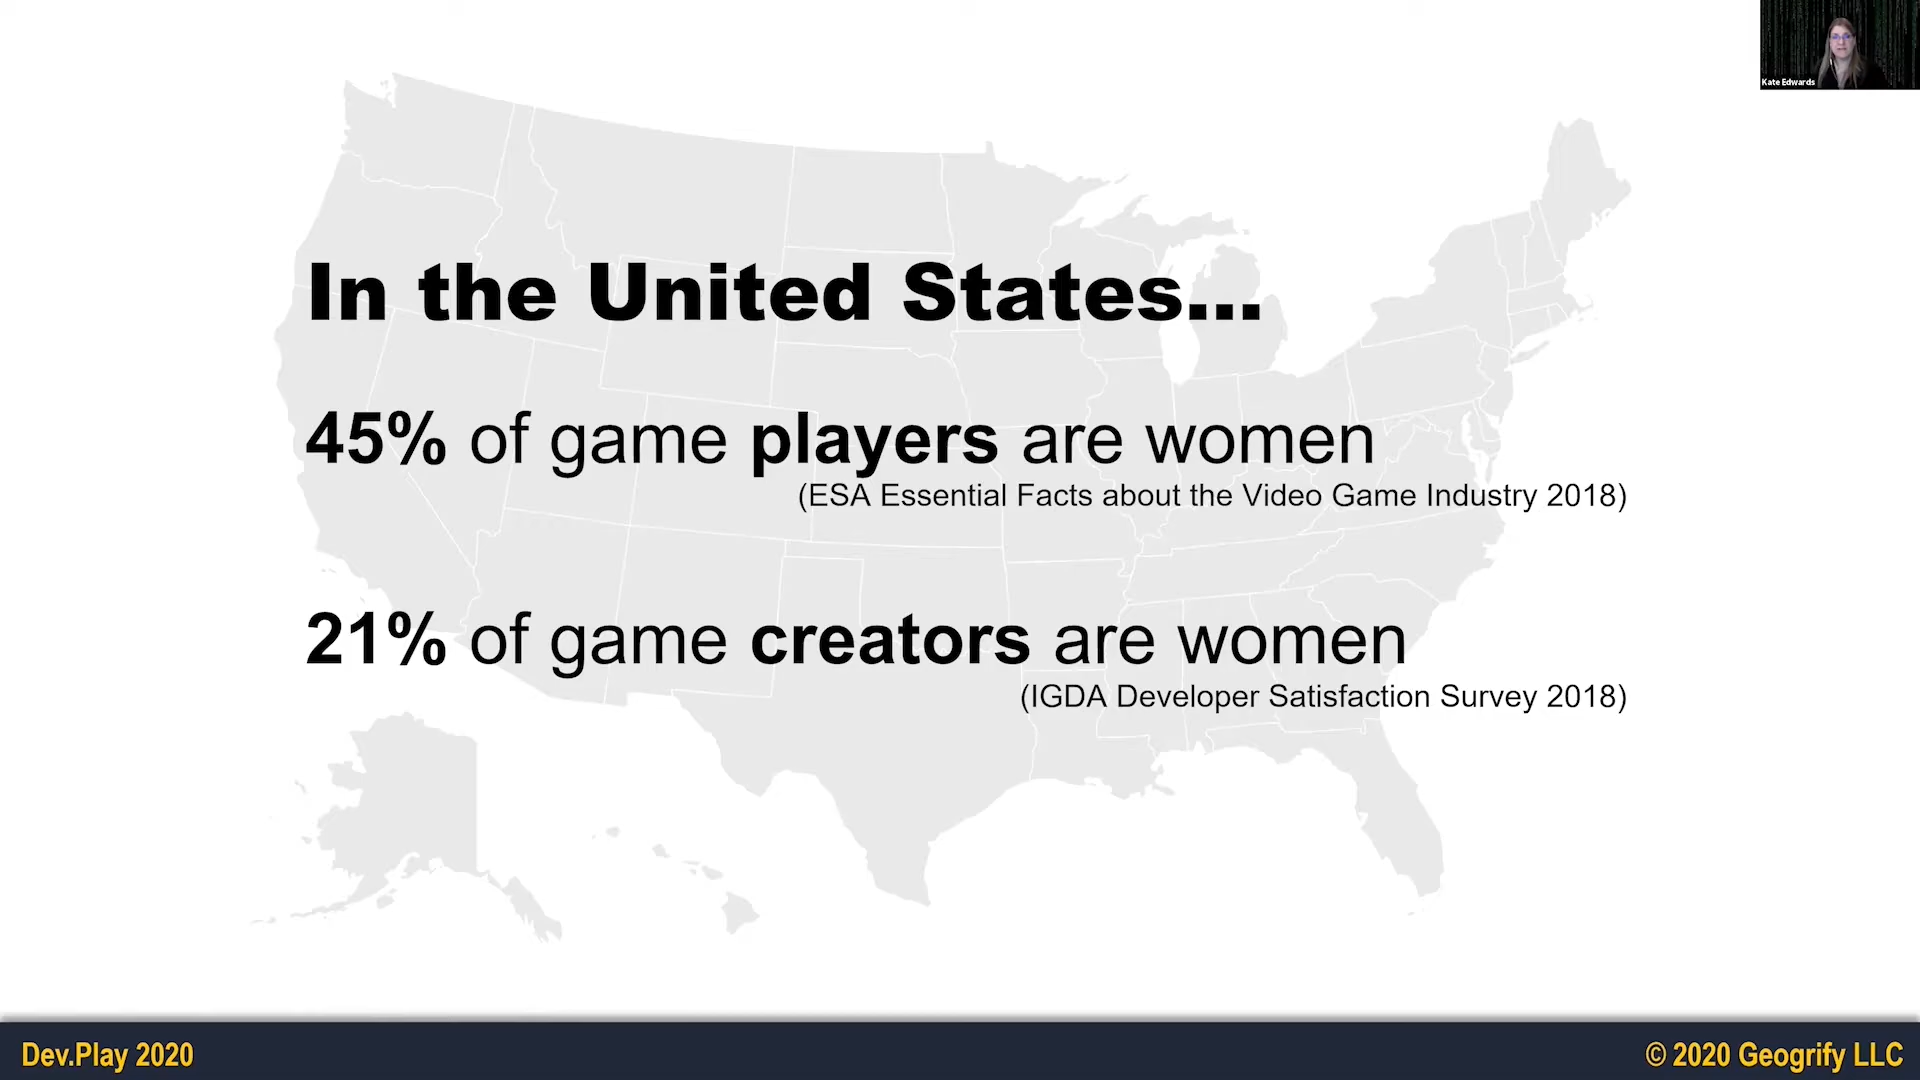 Kate Edwards
In the United States...
45% of game players are women
(ESA Essential Facts about the Video Game Industry 2018)
21% of game creators are women
(IGDA Developer Satisfaction Survey 2018)
Dev.Play 2020
© 2020 Geogrify LLC